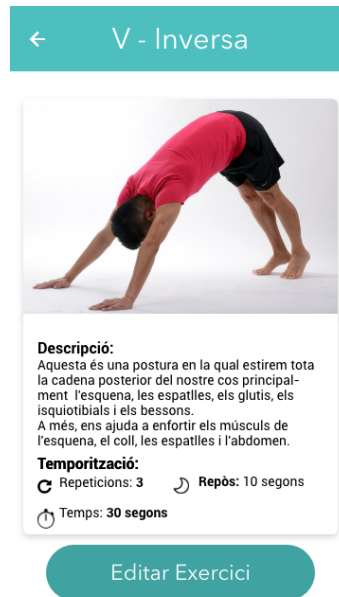 V - Inversa
Descripció:
Aquesta és una postura en la qual estirem tota
la cadena posterior del nostre cos principal-
ment l'esquena, les espatlles, els glutis, els
isquiotibials i els bessons.
A més, ens ajuda a enfortir els músculs de
l'esquena, el coll, les espatlles i l'abdomen.
Temporització:
Repeticions: 3 Repòs: 10 segons
Temps: 30 segons
Editar Exercici